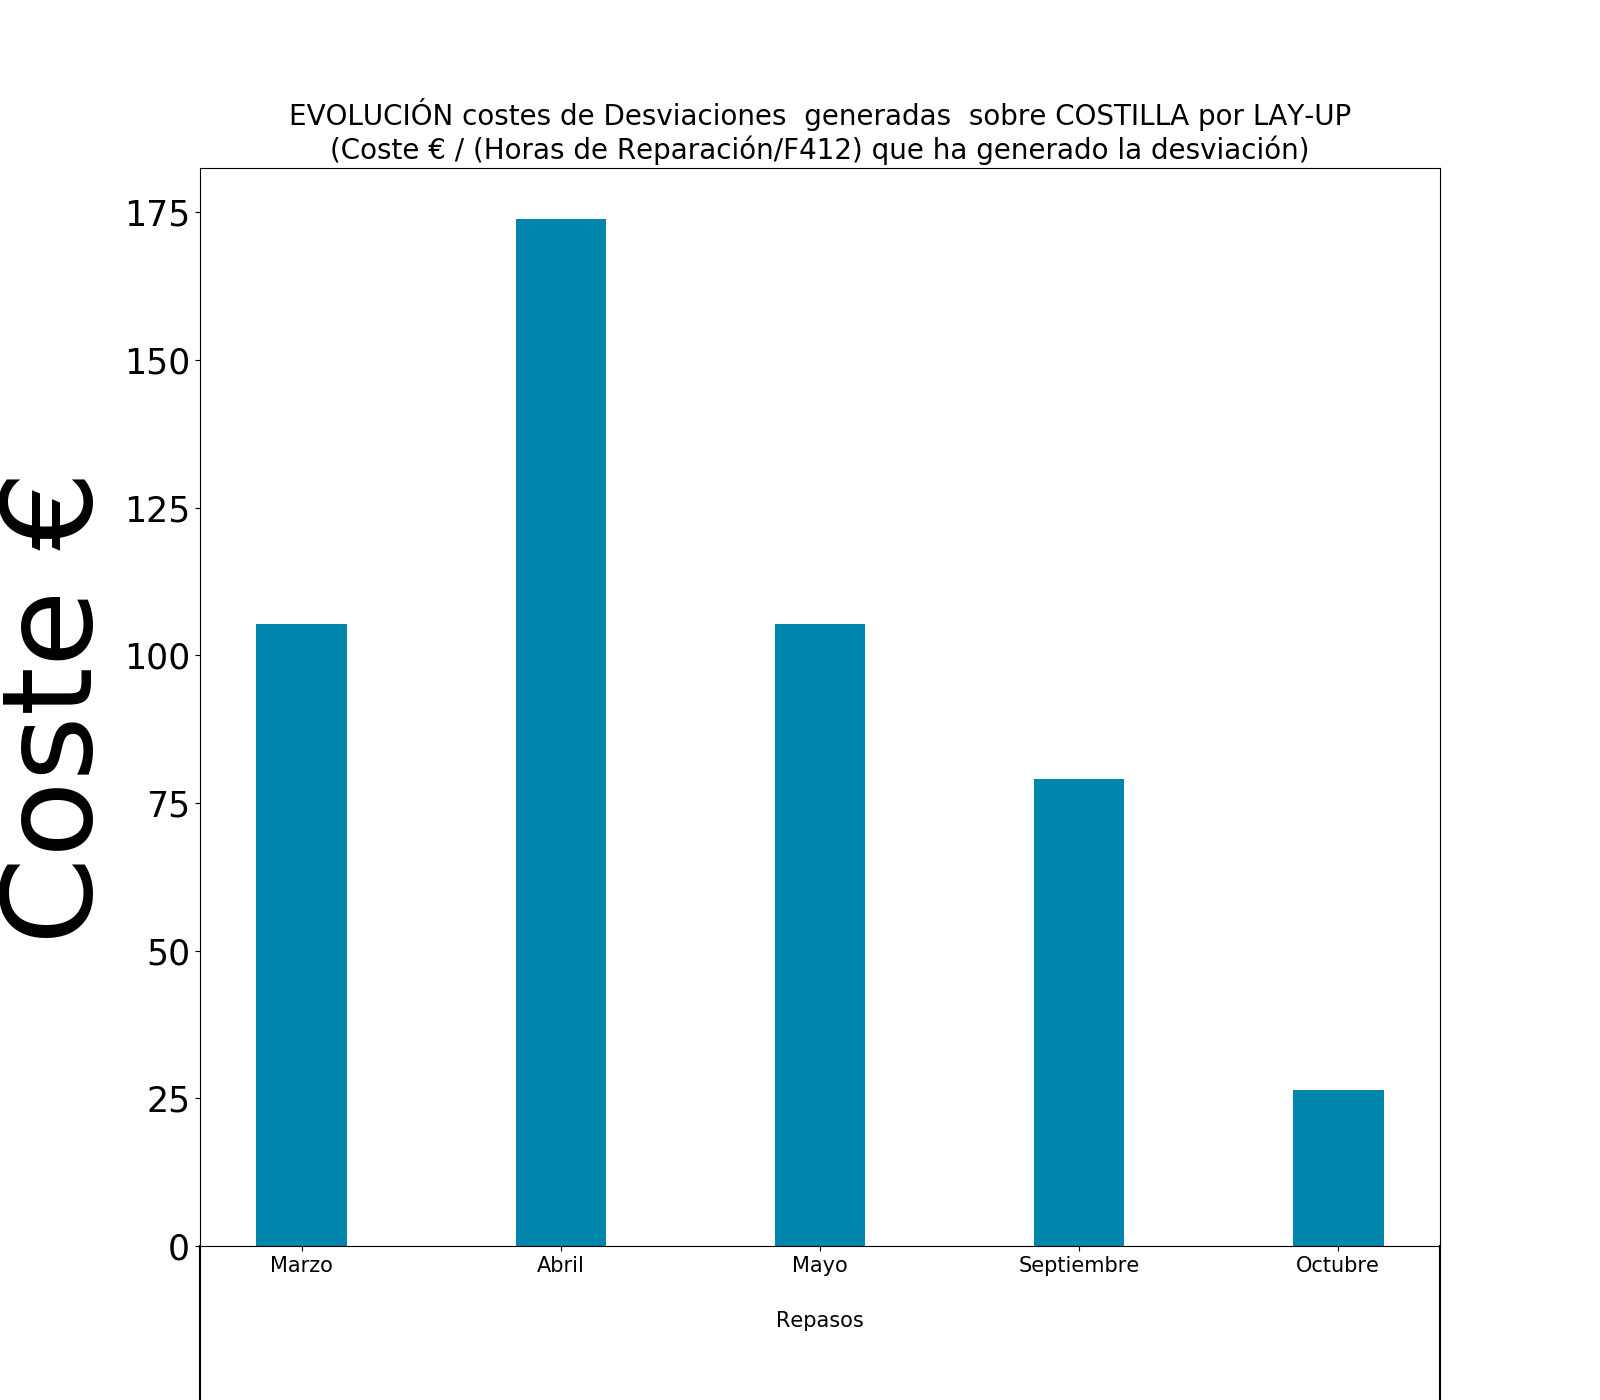 EVOLUCIÓN costes de Desviaciones  generadas  sobre COSTILLA por LAY-UP
(Coste € / (Horas de Reparación/F412) que ha generado la desviación)
Coste €
175
150
125
100
75
50
25
0
Marzo Abril Mayo Septiembre Octubre
Repasos